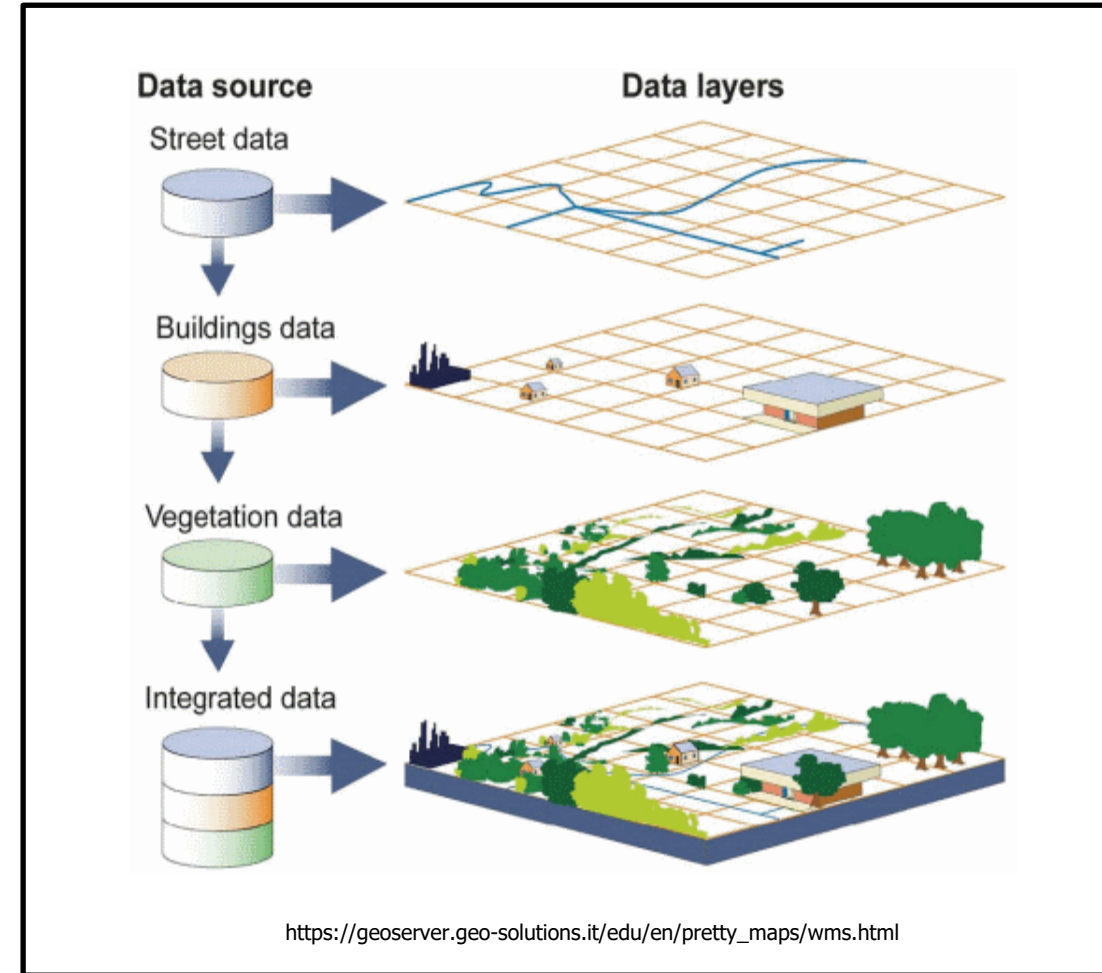 Data source
Data layers
Street data
Buildings data
Vegetation data
Integrated data
https://geoserver.geo-solutions.it/edu/en/pretty_maps/wms.html